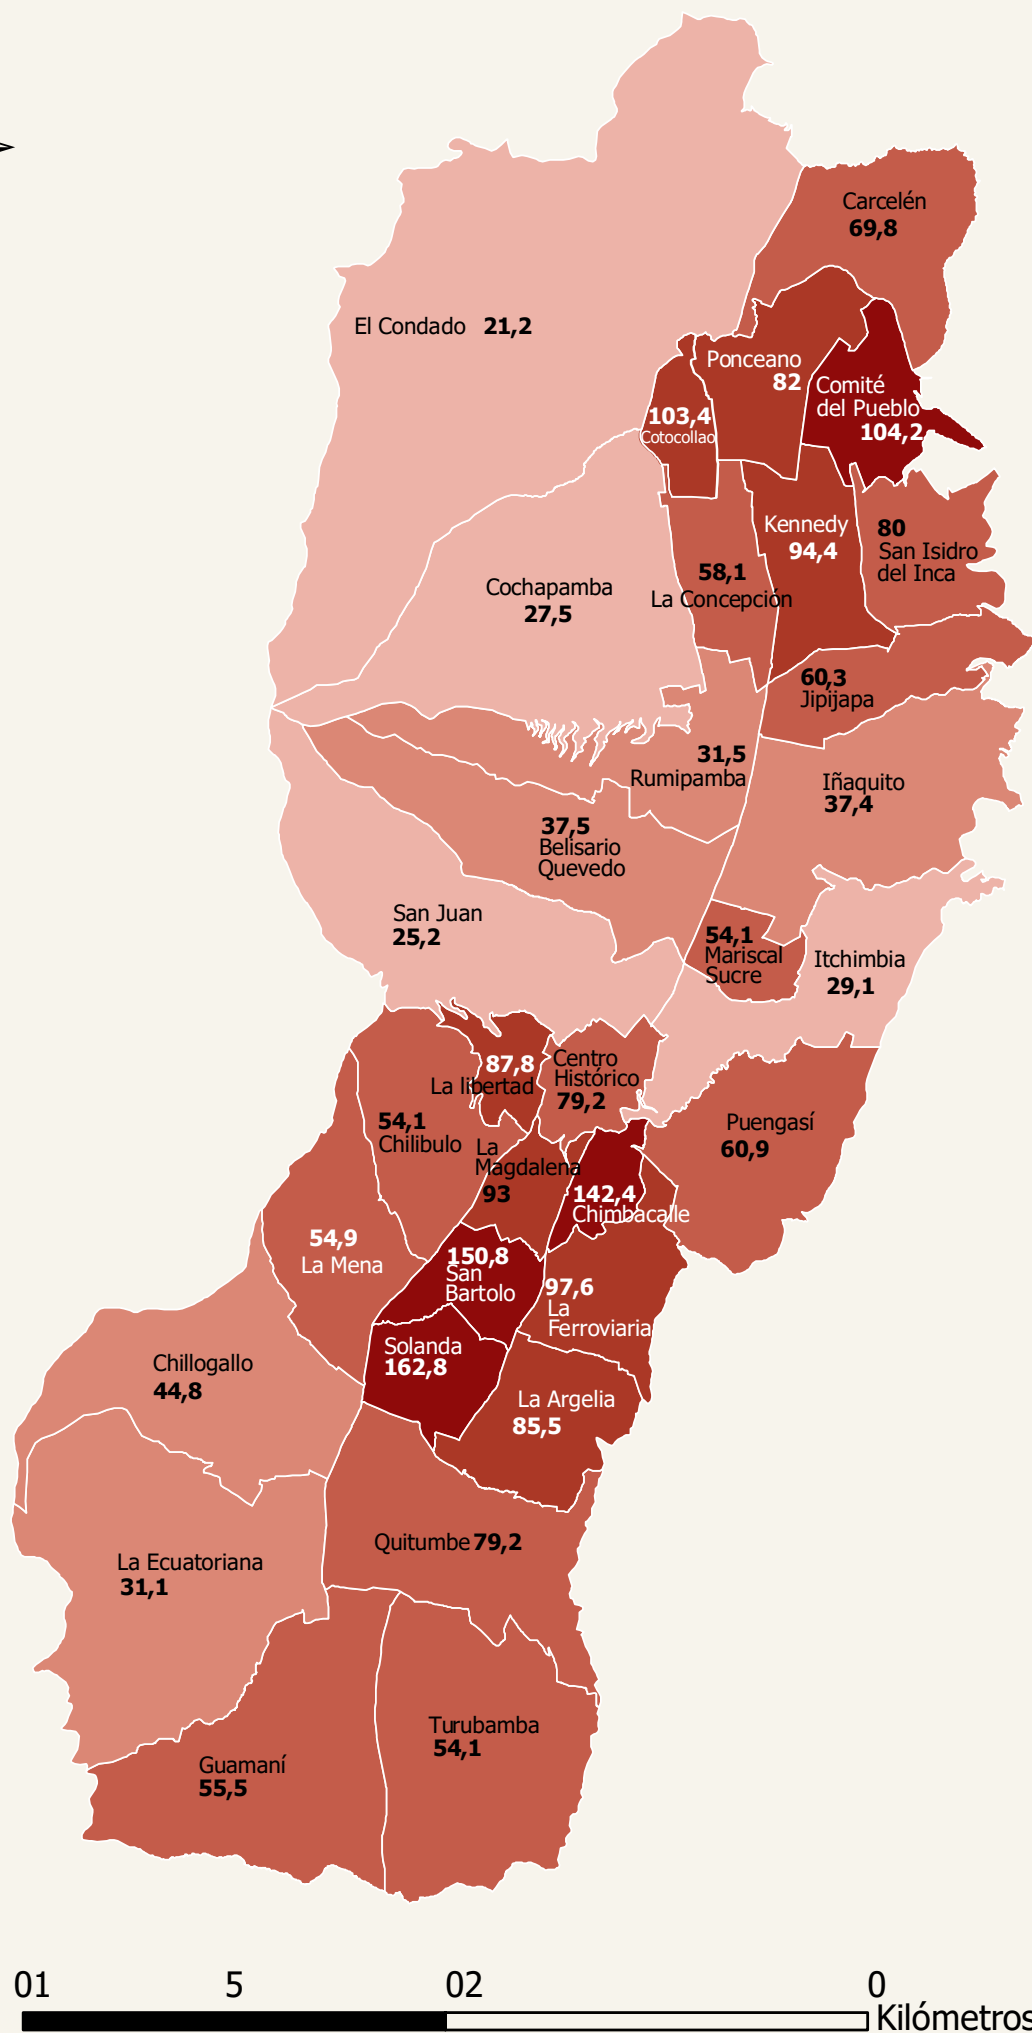 Carcelén
69,8
El Condado 21,2
Ponceano
82
Comité
del Pueblo
104,2
103,4
Cotocollao
Kennedy
94,4
80
San Isidro
del Inca
58,1
La Concepción
Cochapamba
27,5
60,3
Jipijapa
31,5
Rumipamba
Iñaquito
37,4
37,5
Belisario
Quevedo
San Juan
25,2
54,1
Mariscal
Sucre
Itchimbia
29,1
87,8
La libertad
Centro
Histórico
79,2
54,1
Chilibulo
Puengasí
60,9
La
Magdalena
93
142,4
Chimbacalle
54,9
La Mena
150,8
San
Bartolo
97,6
La
Ferroviaria
Solanda
162,8
Chillogallo
44,8
La Argelia
85,5
Quitumbe 79,2
La Ecuatoriana
31,1
Turubamba
54,1
Guamaní
55,5
01 5 02 0
Kilómetros